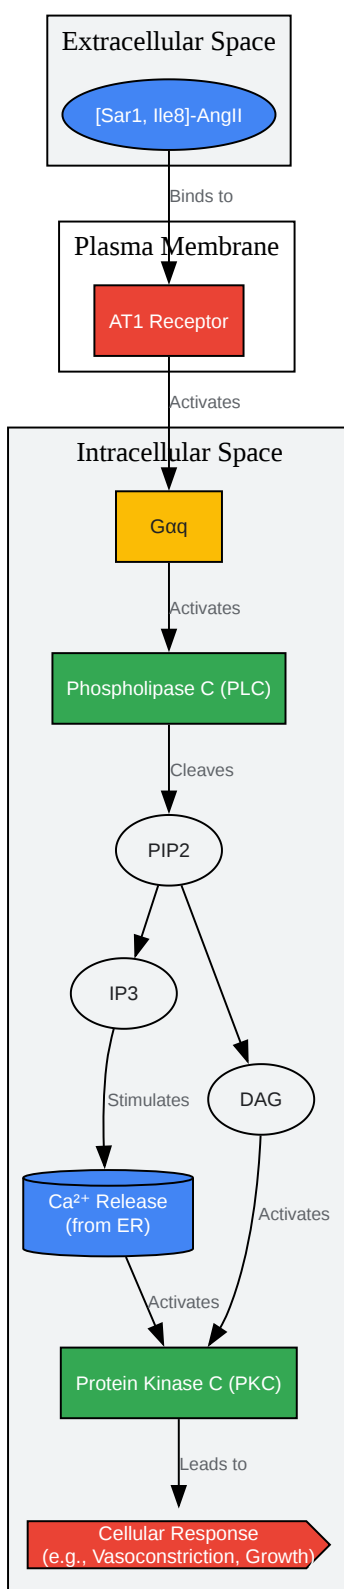 Extracellular Space
[Sar1, Ile8]-AngII
Binds to
Plasma Membrane
AT1 Receptor
Activates
Intracellular Space
Gαq
Activates
Phospholipase C (PLC)
Cleaves
PIP2
IP3
DAG
Stimulates
Ca²⁺ Release
(from ER)
Activates
Activates
Protein Kinase C (PKC)
Leads to
Cellular Response
(e.g., Vasoconstriction, Growth)